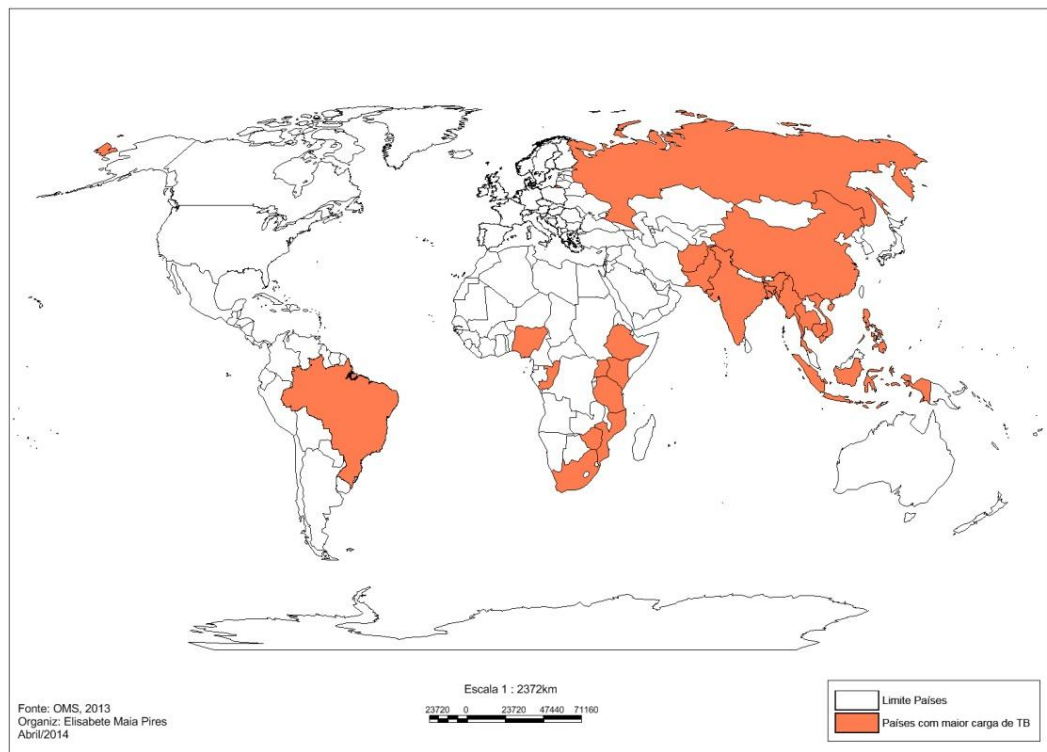 Escala 1 : 2372km
23720 0 23720 47440 71160
Fonte: OMS, 2013
Organiz: Elisabete Maia Pires
Abril/2014
Limite Países
Países com maior carga de TB